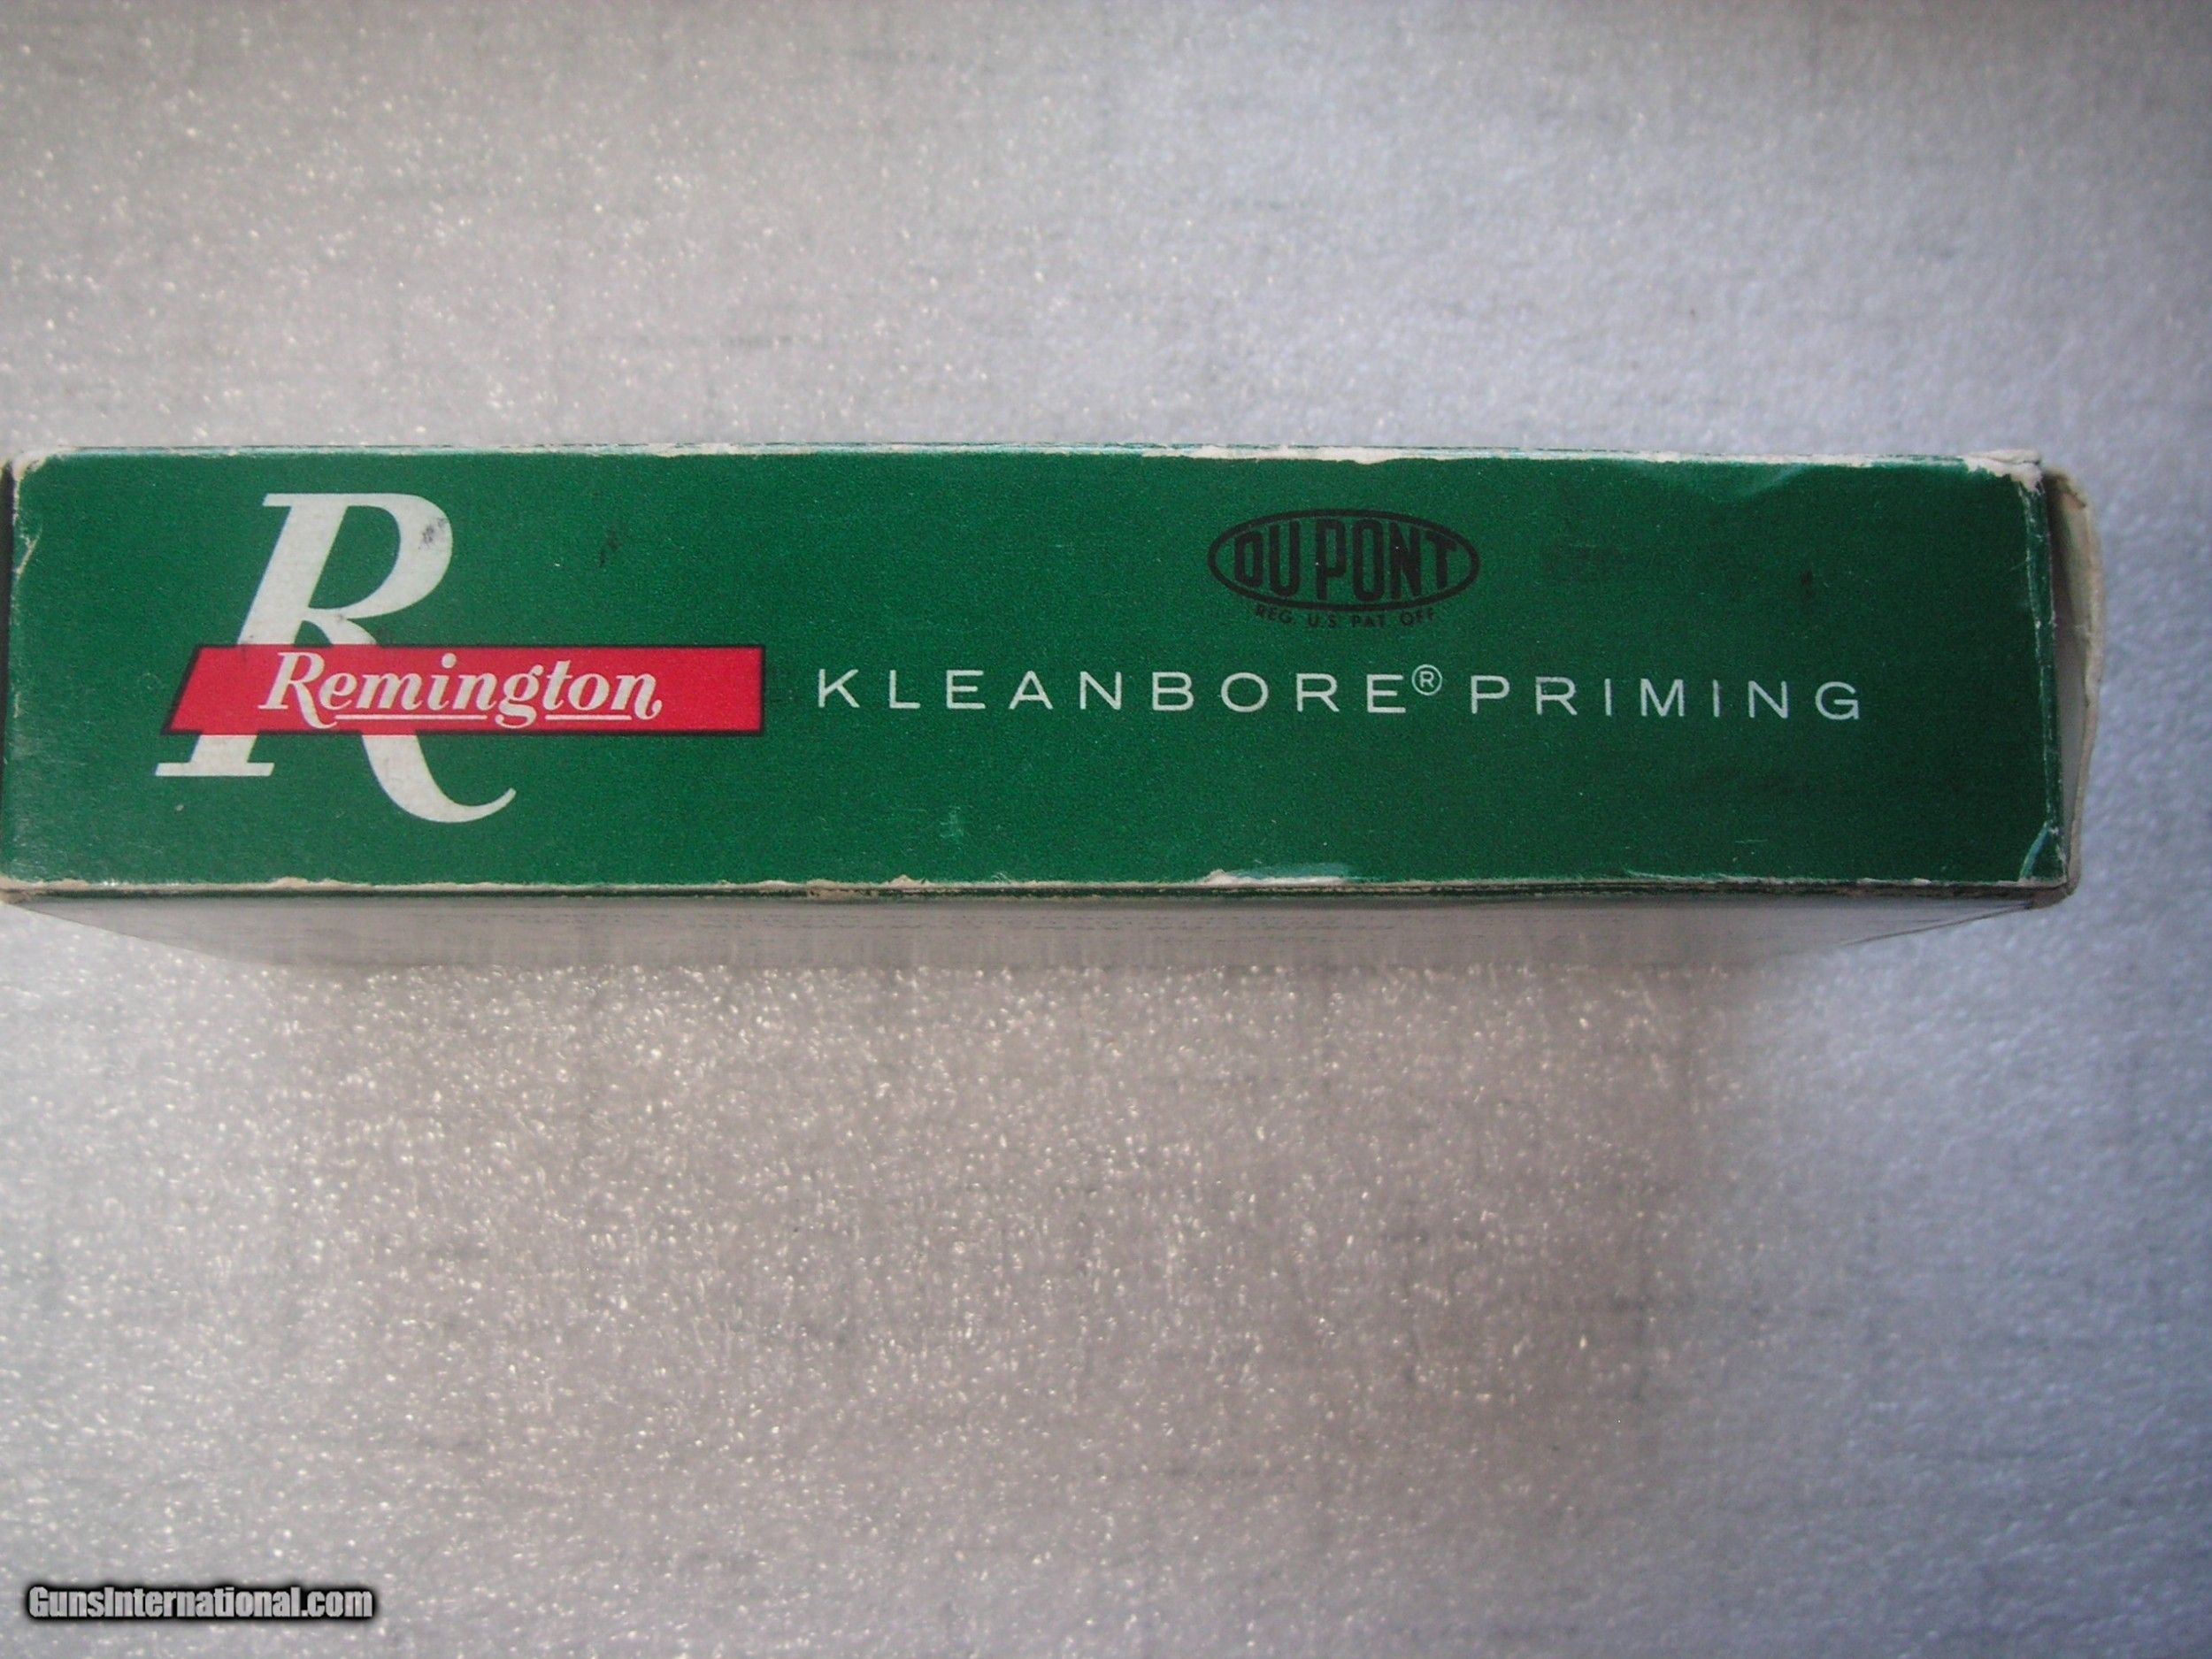 DU PONT
REG. U.S. PAT. OFF.
R
Remington
KLEANBORE® PRIMING
GunsInternational.com